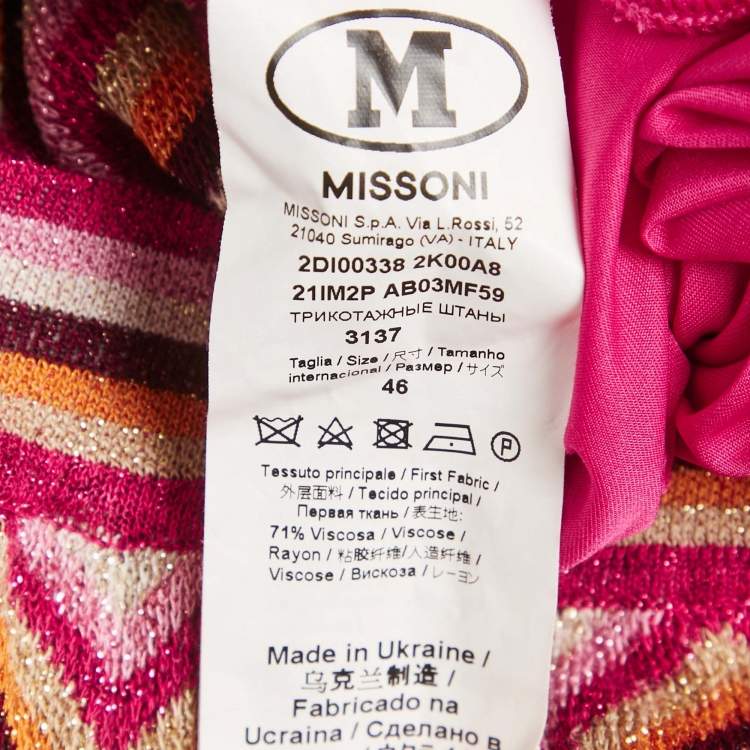 M
MISSONI
MISSONI S.p.A. Via L.Rossi, 52
21040 Sumirago (VA) - ITALY
2DI00338 2K00A8
21IM2P AB03MF59
ТРИКОТАЖНЫЕ ШТАНЫ
3137
Taglia / Size / 尺寸 / Tamanho
internacional / Размер / サイズ
46
P
Tessuto principale / First Fabric /
外层面料 / Tecido principal /
Первая ткань / 表生地:
71% Viscosa / Viscose /
Rayon / 粘胶纤维/人造纤维 /
Viscose / Вискоза / レーヨン
Made in Ukraine /
乌克兰制造 /
Fabricado na
Ucraina / Сделано в